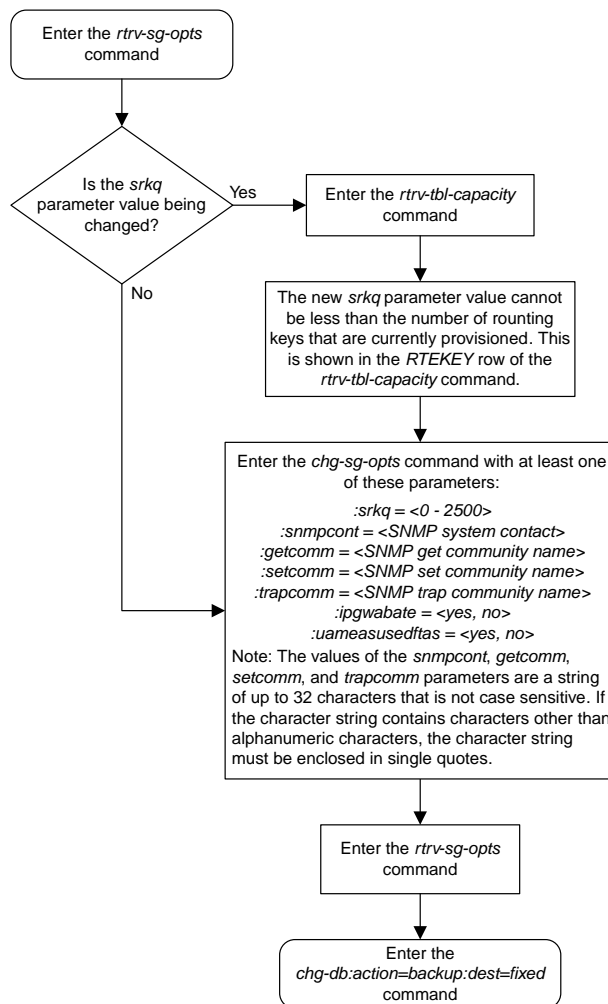 Enter the rtrv-sg-opts
command
Is the srkq
parameter value being
changed?
Yes
No
Enter the rtrv-tbl-capacity
command
The new srkq parameter value cannot
be less than the number of rounting
keys that are currently provisioned. This
is shown in the RTEKEY row of the
rtrv-tbl-capacity command.
Enter the chg-sg-opts command with at least one
of these parameters:
:srkq = <0 - 2500>
:snmpcont = <SNMP system contact>
:getcomm = <SNMP get community name>
:setcomm = <SNMP set community name>
:trapcomm = <SNMP trap community name>
:ipgwabate = <yes, no>
:uameasusedftas = <yes, no>
Note: The values of the snmpcont, getcomm,
setcomm, and trapcomm parameters are a string
of up to 32 characters that is not case sensitive. If
the character string contains characters other than
alphanumeric characters, the character string
must be enclosed in single quotes.
Enter the rtrv-sg-opts
command
Enter the
chg-db:action=backup:dest=fixed
command